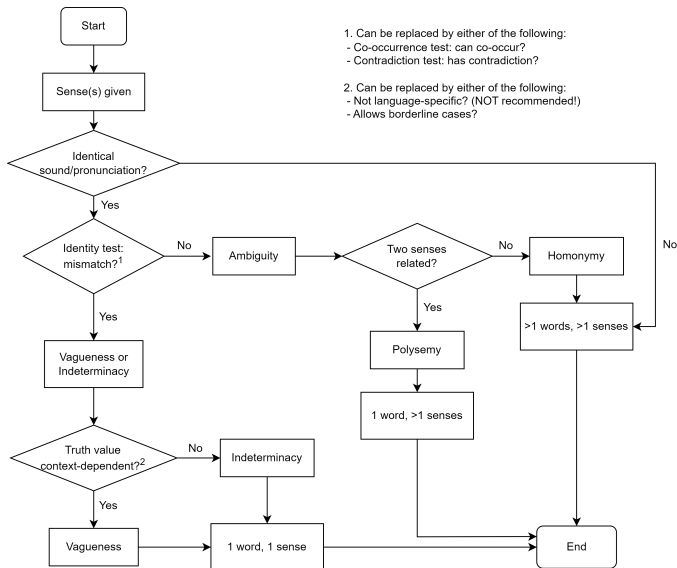 Start
1. Can be replaced by either of the following:
- Co-occurrence test: can co-occur?
- Contradiction test: has contradiction?
2. Can be replaced by either of the following:
- Not language-specific? (NOT recommended!)
- Allows borderline cases?
Sense(s) given
Identical
sound/pronunciation?
Yes
No
Identity test:
mismatch?1
No
Ambiguity
Two senses
related?
No
Homonymy
Yes
Yes
>1 words, >1 senses
Vagueness or
Indeterminacy
Polysemy
1 word, >1 senses
Truth value
context-dependent?2
No
Indeterminacy
Yes
Vagueness
1 word, 1 sense
End